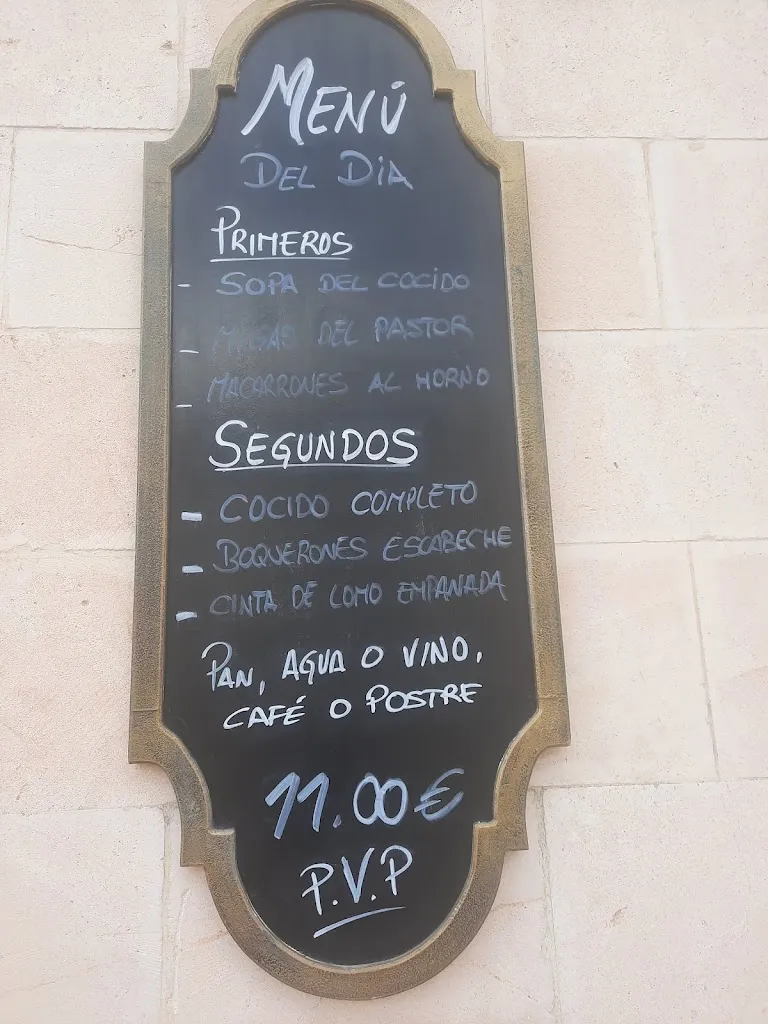 MENÚ
DEL DIA
PRIMEROS
- SOPA DEL COCIDO
- MIGAS DEL PASTOR
- MACARRONES AL HORNO
SEGUNDOS
- COCIDO COMPLETO
- BOQUERONES ESCABECHE
- CINTA DE LOMO EMPANADA
PAN, AGUA O VINO,
CAFÉ O POSTRE
11.00€
P.V.P